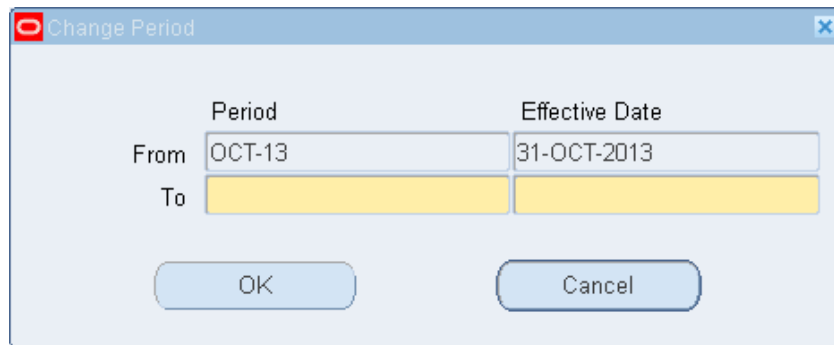 Change Period
Period Effective Date
From OCT-13 31-OCT-2013
To
OK Cancel